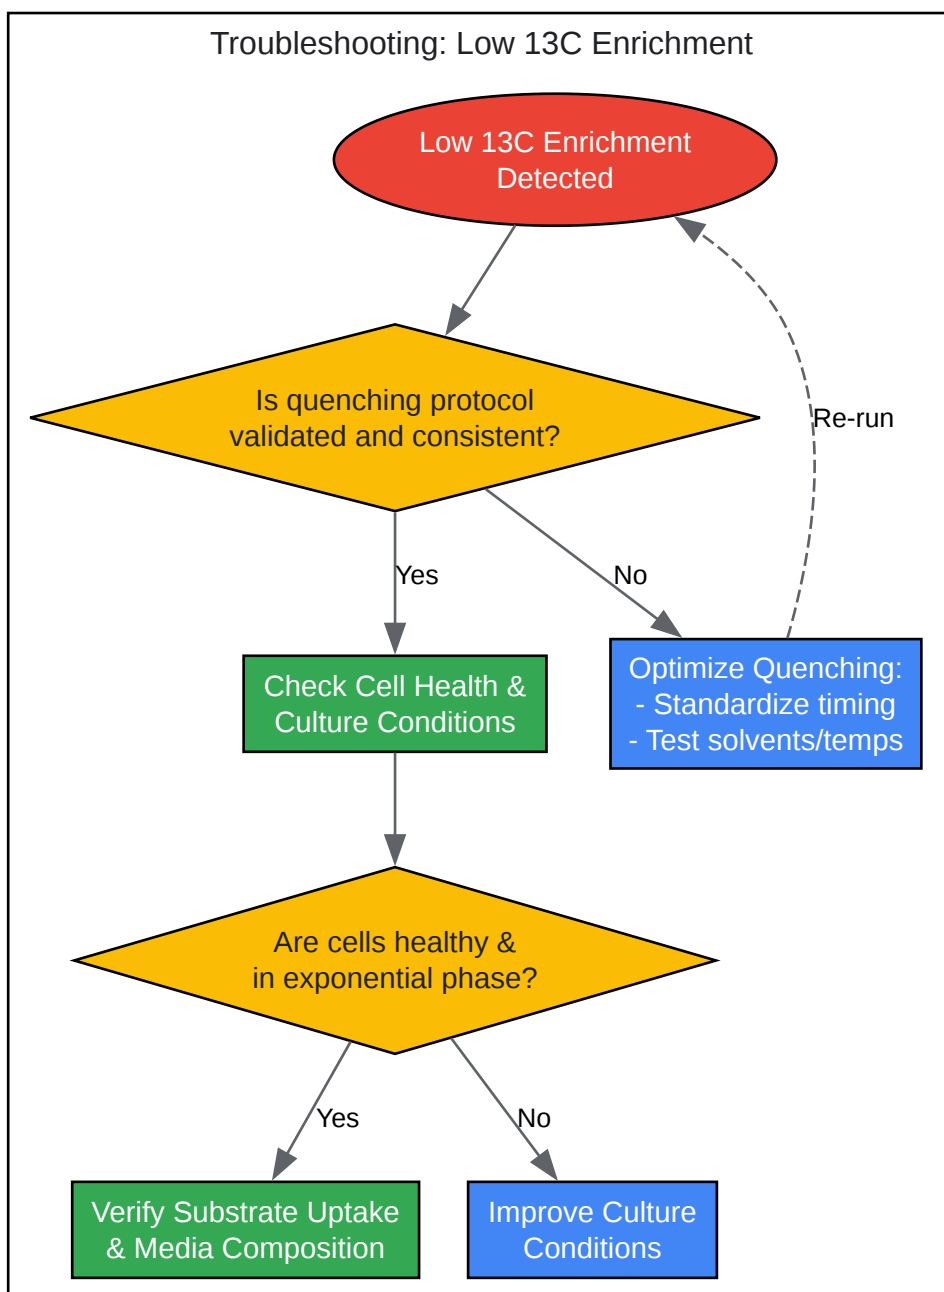 Troubleshooting: Low 13C Enrichment
Low 13C Enrichment
Detected
Is quenching protocol
validated and consistent?
Re-run
Yes
No
Check Cell Health &
Culture Conditions
Optimize Quenching:
- Standardize timing
- Test solvents/temps
Are cells healthy &
in exponential phase?
Yes
No
Verify Substrate Uptake
& Media Composition
Improve Culture
Conditions